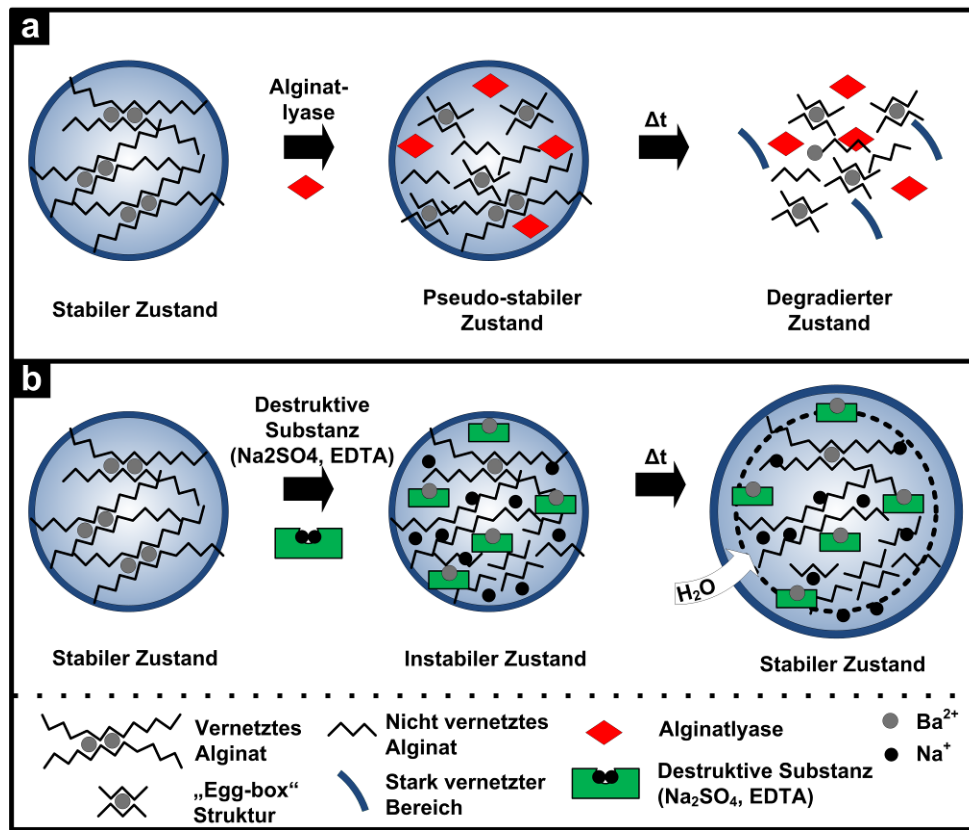 a
Alginat-
lyase
Δt
Stabiler Zustand
Pseudo-stabiler
Zustand
Degradierter
Zustand
b
Destruktive
Substanz
(Na2SO4, EDTA)
Δt
H₂O
Stabiler Zustand
Instabiler Zustand
Stabiler Zustand
Vernetztes
Alginat
Nicht vernetztes
Alginat
Alginatlyase
Ba²⁺
Na⁺
„Egg-box“
Struktur
Stark vernetzter
Bereich
Destruktive Substanz
(Na₂SO₄, EDTA)